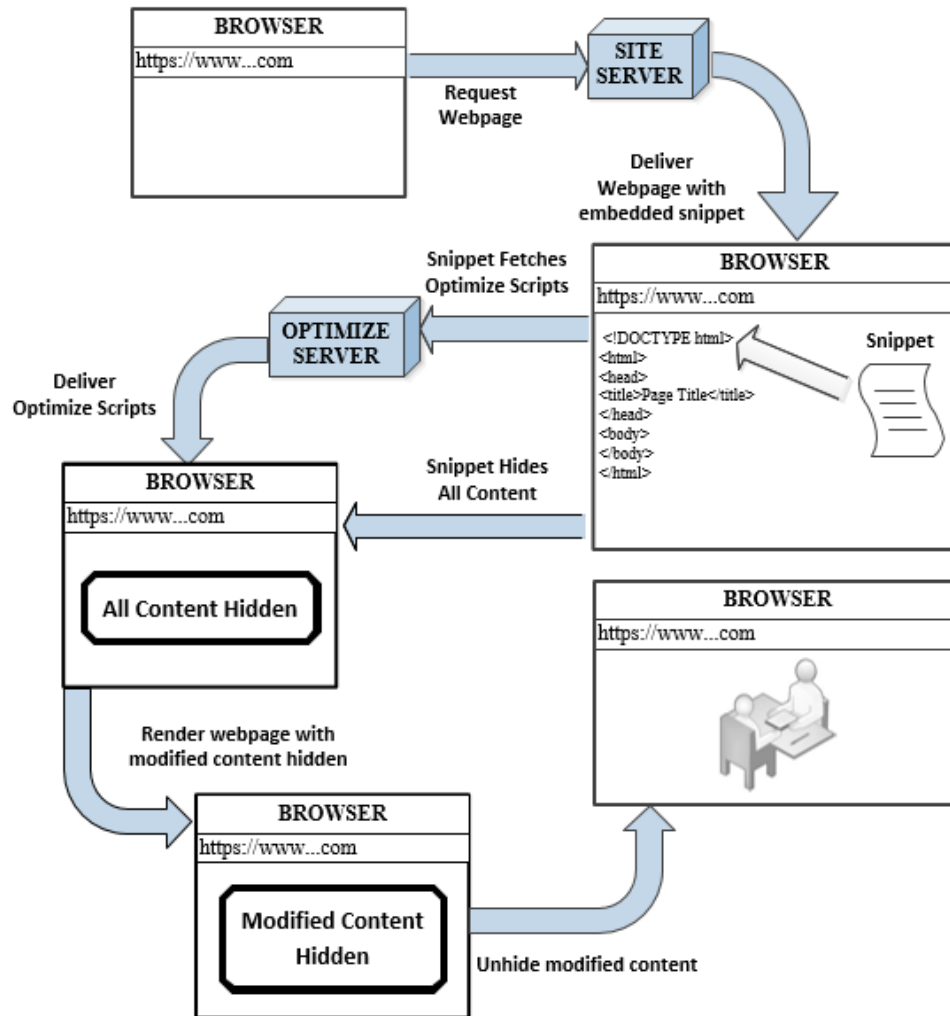 BROWSER
https://www...com
Request
Webpage
SITE
SERVER
Deliver
Webpage with
embedded snippet
BROWSER
https://www...com
<!DOCTYPE html>
<html>
<head>
<title>Page Title</title>
</head>
<body>
</body>
</html>
Snippet
Snippet Fetches
Optimize Scripts
OPTIMIZE
SERVER
Deliver
Optimize Scripts
Snippet Hides
All Content
BROWSER
https://www...com
All Content Hidden
Render webpage with
modified content hidden
BROWSER
https://www...com
Modified Content
Hidden
Unhide modified content
BROWSER
https://www...com